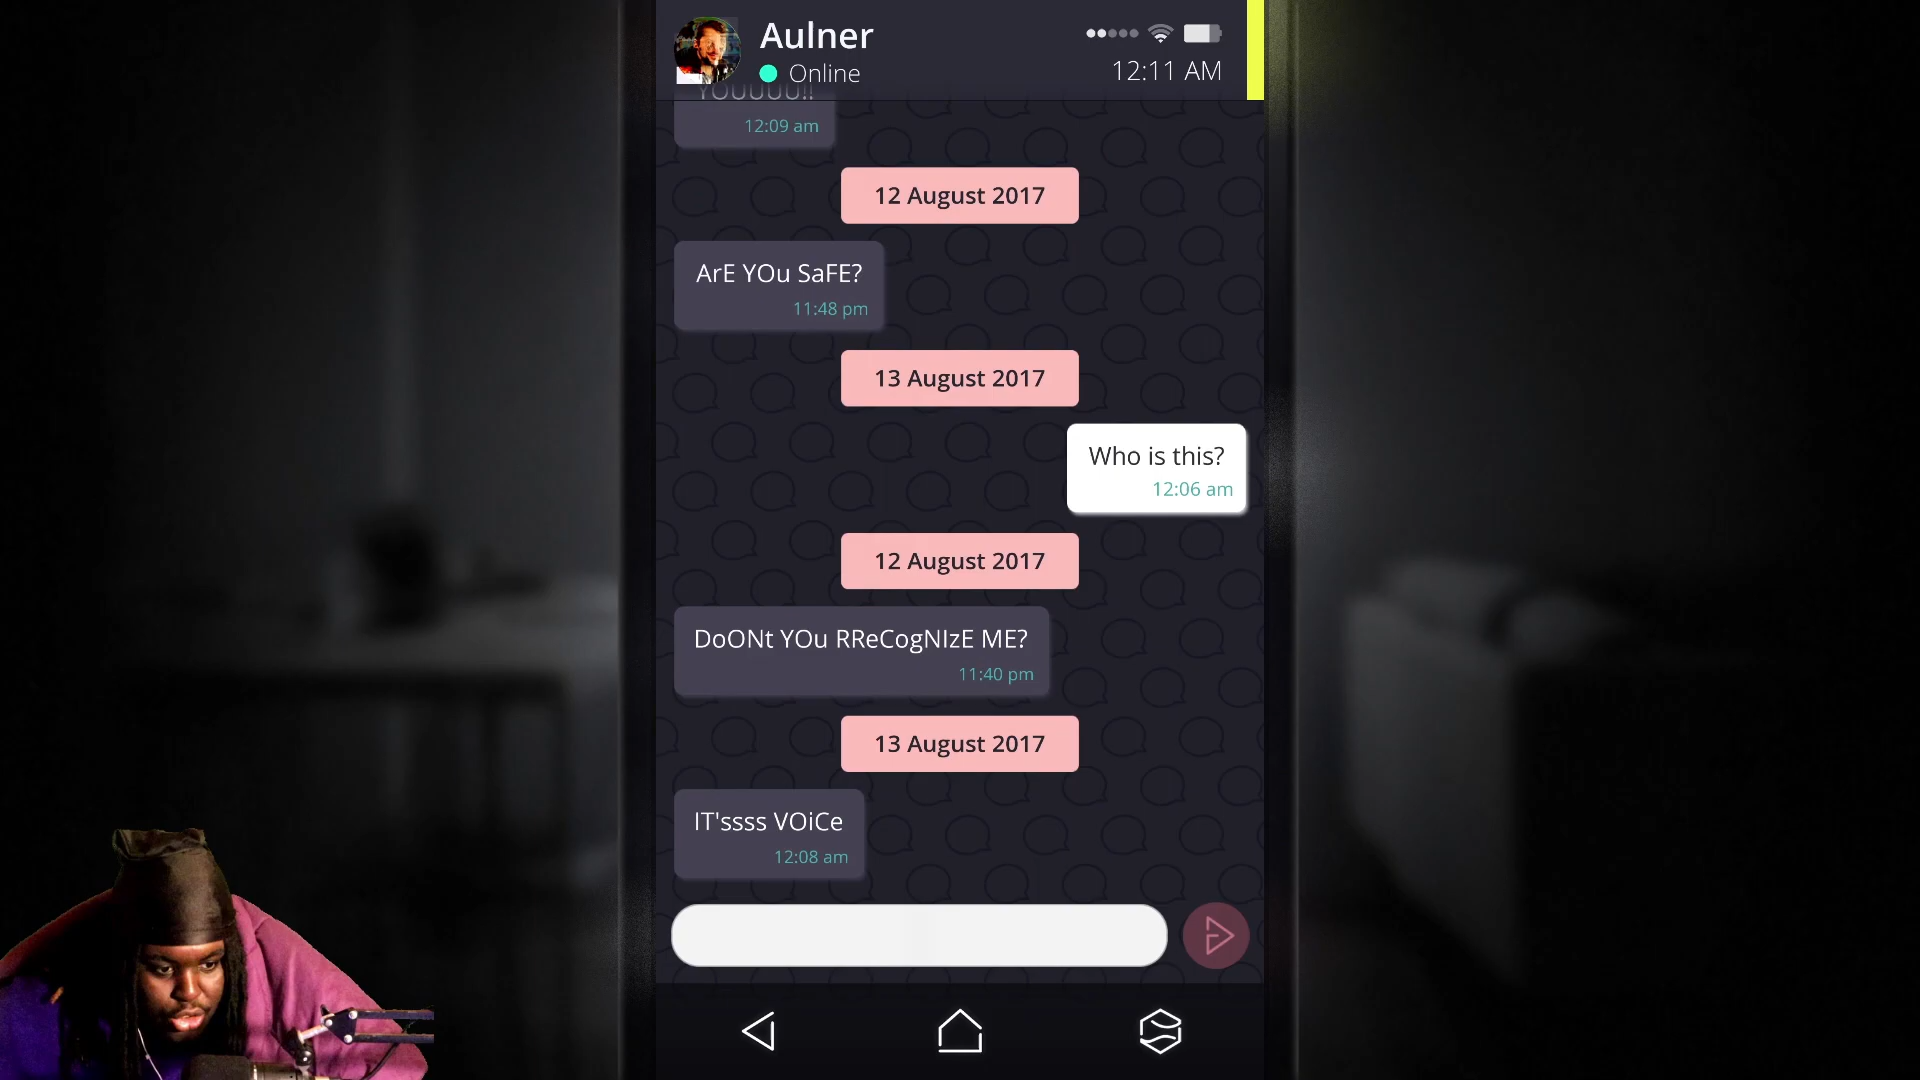 Aulner
Online
12:11 AM
YOUUUU!!
12:09 am
12 August 2017
ArE YOu SaFE?
11:48 pm
13 August 2017
Who is this?
12:06 am
12 August 2017
DoONt YOu RReCogNIzE ME?
11:40 pm
13 August 2017
IT'ssss VOiCe
12:08 am